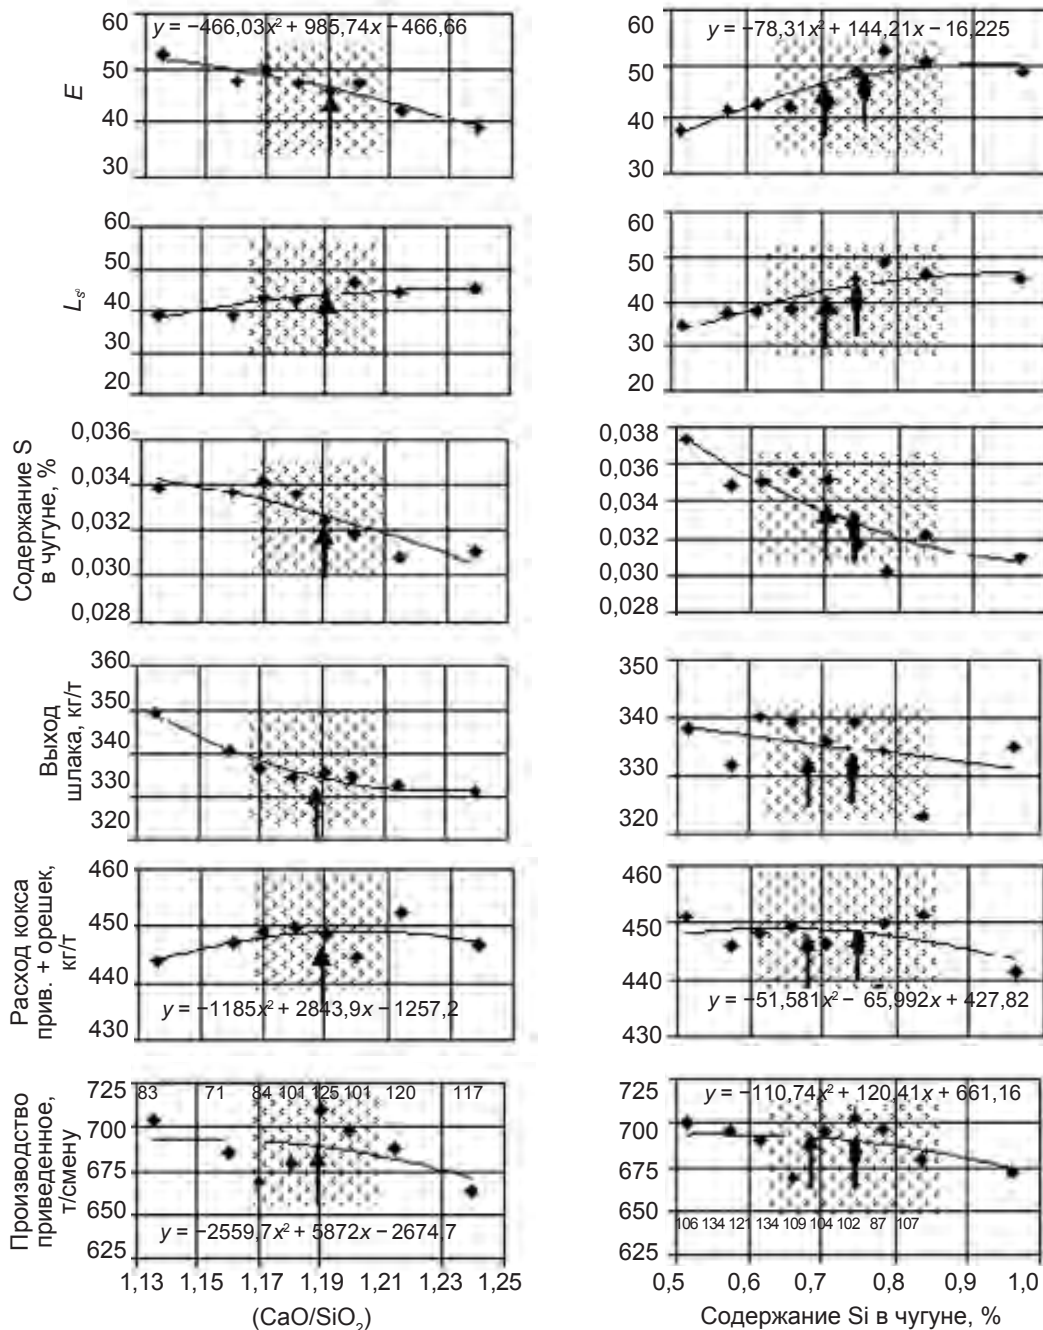 y = −466,03x² + 985,74x − 466,66
60
50
40
30
E
y = −78,31x² + 144,21x − 16,225
60
50
40
30
60
50
40
30
20
Lₛ⁰
60
50
40
30
20
0,036
0,034
0,032
0,030
0,028
Содержание S
в чугуне, %
0,038
0,036
0,034
0,032
0,030
0,028
360
350
340
330
320
Выход
шлака, кг/т
350
340
330
320
460
450
440
430
Расход кокса
прив. + орешек,
кг/т
y = −1185x² + 2843,9x − 1257,2
460
450
440
430
y = −51,581x² − 65,992x + 427,82
725
700
675
650
625
Производство
приведенное,
т/смену
83 71 84 101 125 101 120 117
y = −2559,7x² + 5872x − 2674,7
1,13 1,15 1,17 1,19 1,21 1,23 1,25
(CaO/SiO₂)
725
700
675
650
625
y = −110,74x² + 120,41x + 661,16
106 134 121 134 109 104 102 87 107
0,5 0,6 0,7 0,8 0,9 1,0
Содержание Si в чугуне, %